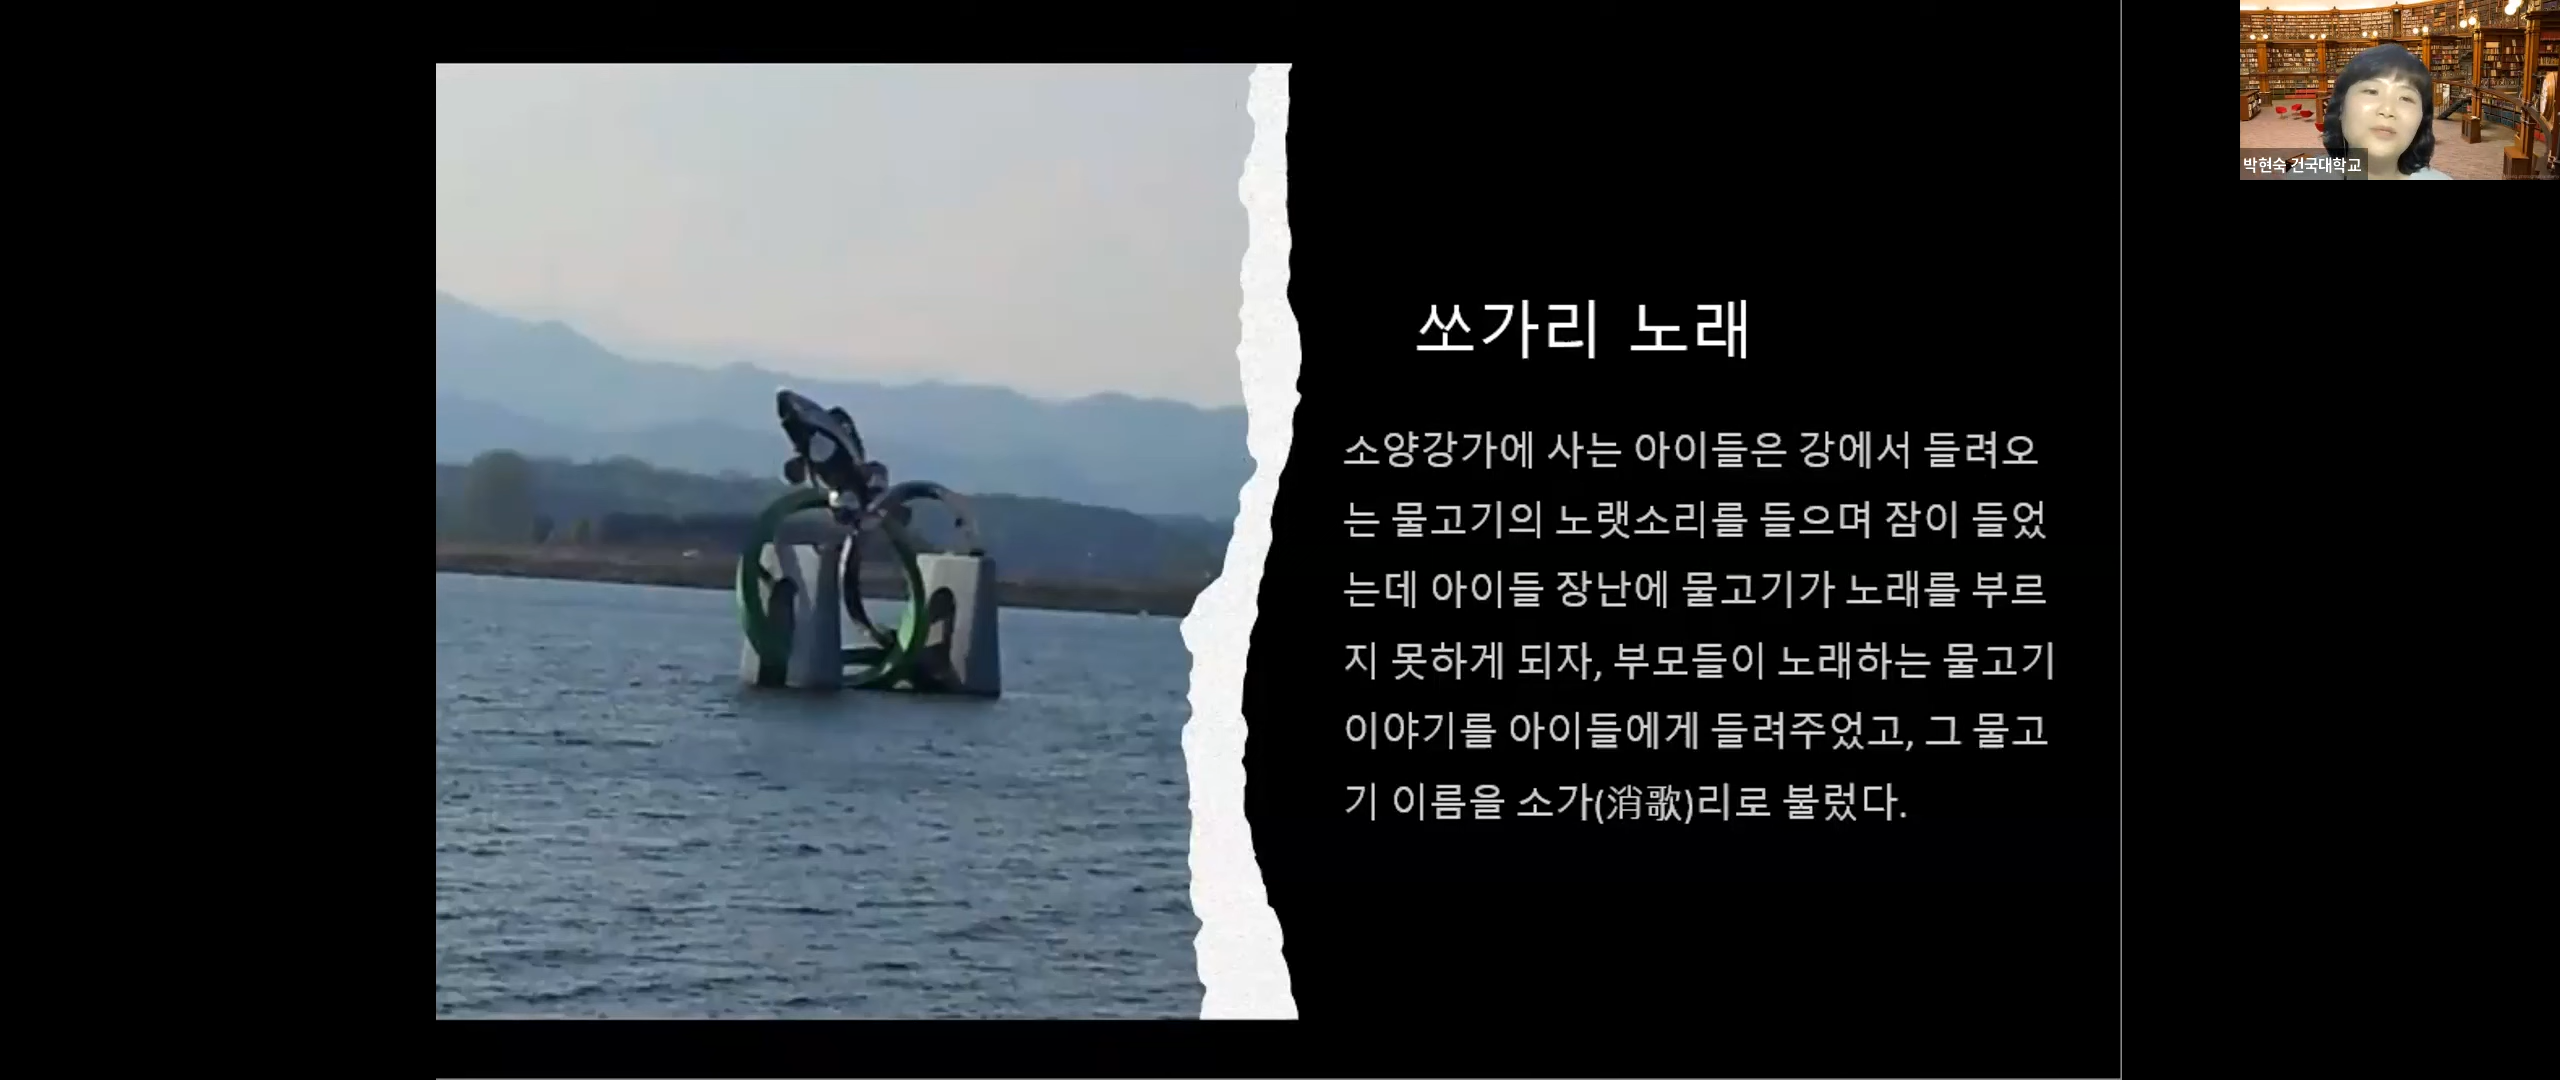 쏘가리 노래
소양강가에 사는 아이들은 강에서 들려오
는 물고기의 노랫소리를 들으며 잠이 들었
는데 아이들 장난에 물고기가 노래를 부르
지 못하게 되자, 부모들이 노래하는 물고기
이야기를 아이들에게 들려주었고, 그 물고
기 이름을 소가(消歌)리로 불렀다.
박현숙 건국대학교